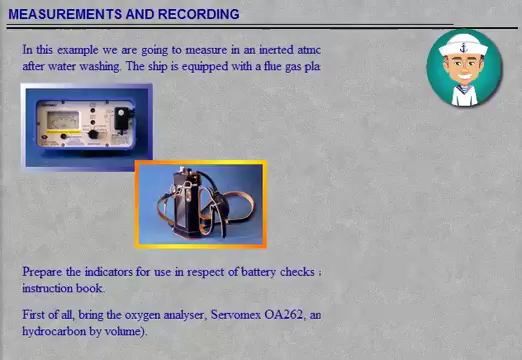 MEASUREMENTS AND RECORDING
In this example we are going to measure in an inerted atmo
after water washing. The ship is equipped with a flue gas pla
Prepare the indicators for use in respect of battery checks a
instruction book.
First of all, bring the oxygen analyser, Servomex OA262, an
hydrocarbon by volume).